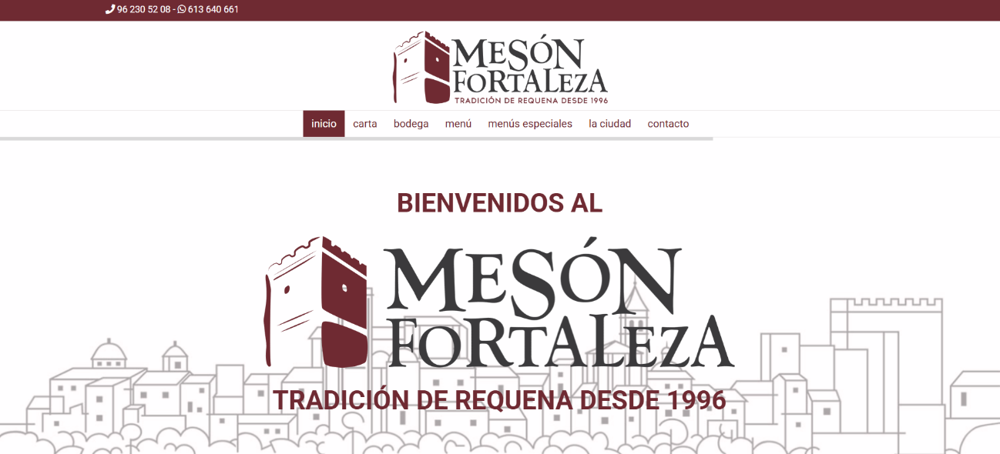 96 230 52 08 - 613 640 661
MESÓN
FORTALEZA
TRADICIÓN DE REQUENA DESDE 1996
inicio carta bodega menú menús especiales la ciudad contacto
BIENVENIDOS AL
MESÓN
FORTALEZA
TRADICIÓN DE REQUENA DESDE 1996